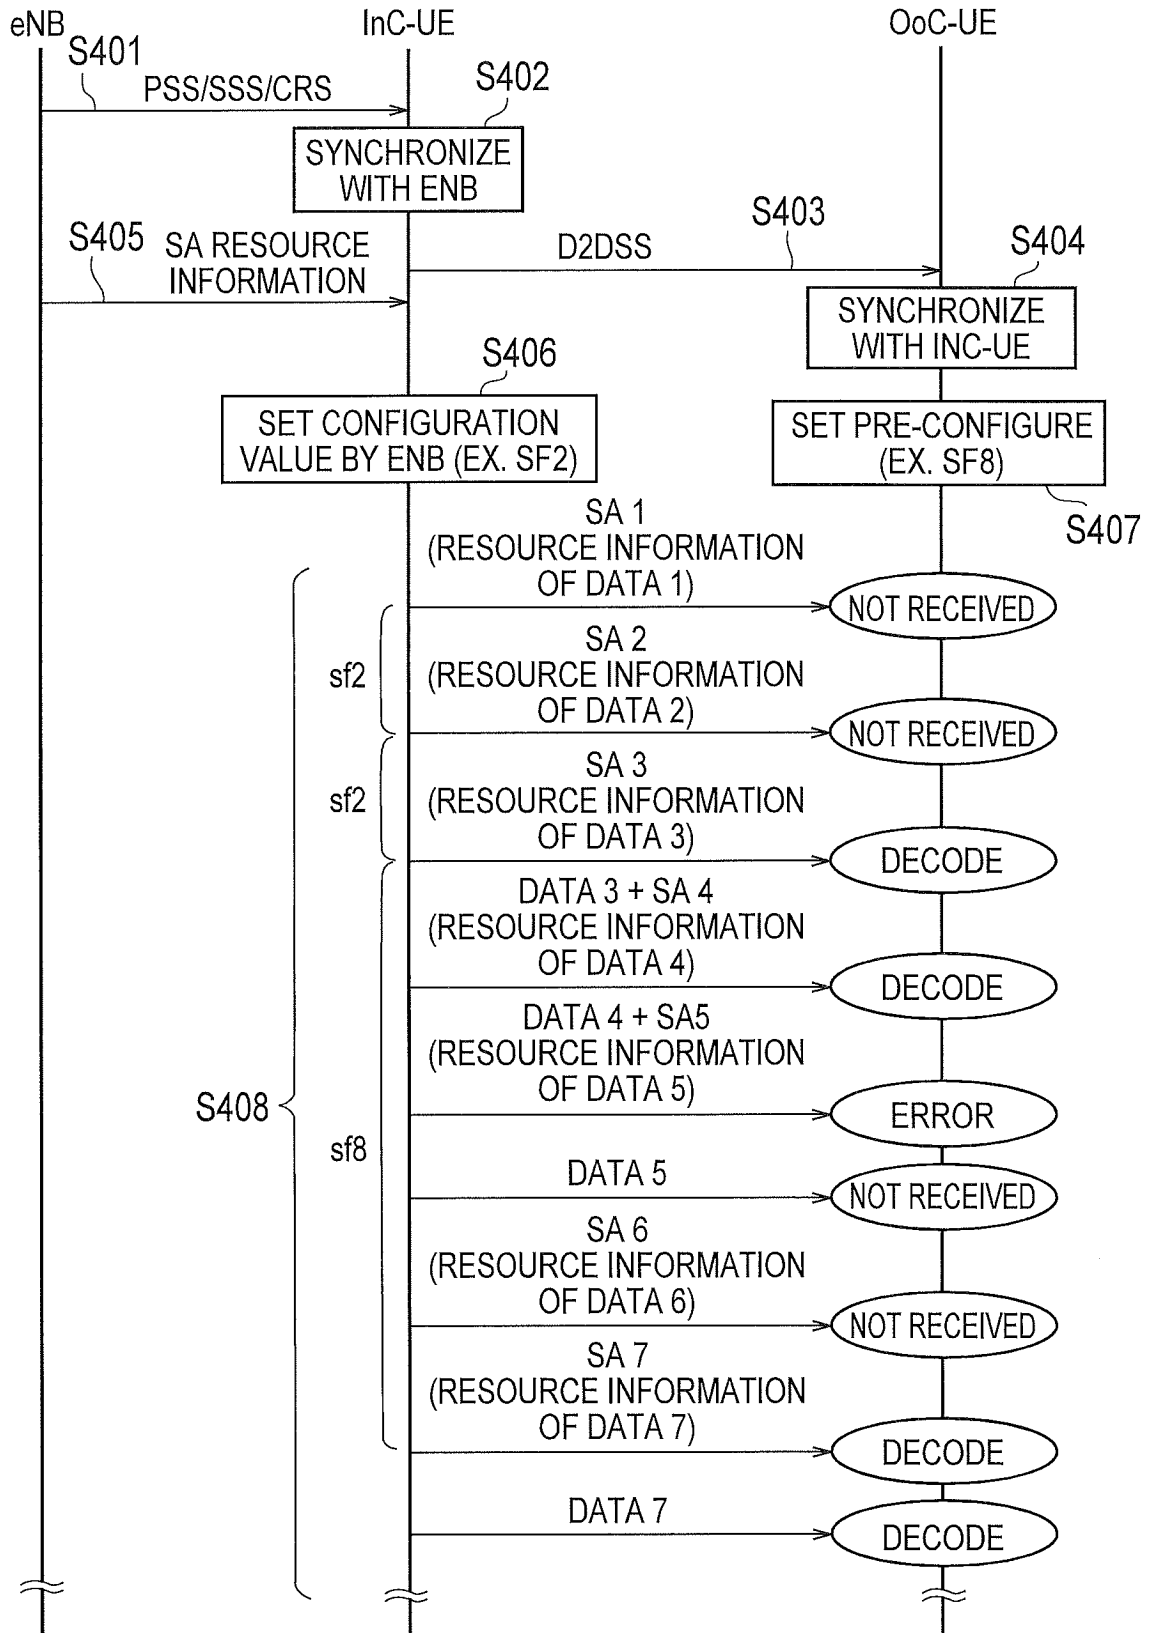 eNB
InC-UE
OoC-UE
S401
PSS/SSS/CRS
S402
SYNCHRONIZE
WITH ENB
S403
D2DSS
S404
SYNCHRONIZE
WITH INC-UE
S405
SA RESOURCE
INFORMATION
S406
SET CONFIGURATION
VALUE BY ENB (EX. SF2)
SET PRE-CONFIGURE
(EX. SF8)
S407
SA 1
(RESOURCE INFORMATION
OF DATA 1)
NOT RECEIVED
sf2
SA 2
(RESOURCE INFORMATION
OF DATA 2)
NOT RECEIVED
sf2
SA 3
(RESOURCE INFORMATION
OF DATA 3)
DECODE
DATA 3 + SA 4
(RESOURCE INFORMATION
OF DATA 4)
DECODE
DATA 4 + SA5
(RESOURCE INFORMATION
OF DATA 5)
ERROR
S408
sf8
DATA 5
NOT RECEIVED
SA 6
(RESOURCE INFORMATION
OF DATA 6)
NOT RECEIVED
SA 7
(RESOURCE INFORMATION
OF DATA 7)
DECODE
DATA 7
DECODE